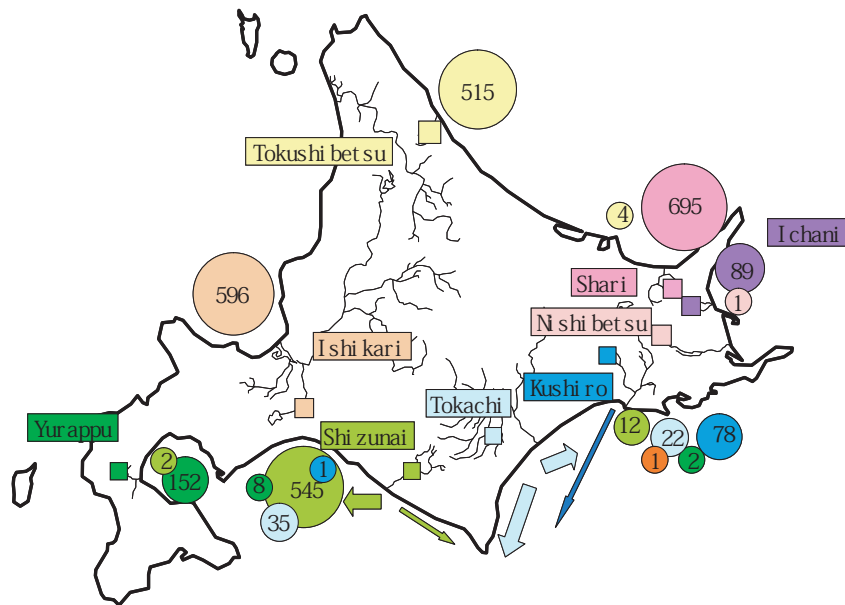 515
Tokushibetsu
4
695
Ichani
89
1
596
Shari
Nishibetsu
Ishikari
Kushiro
Tokachi
Yurappu
Shizunai
12
22
78
1
2
2
152
8
545
1
35